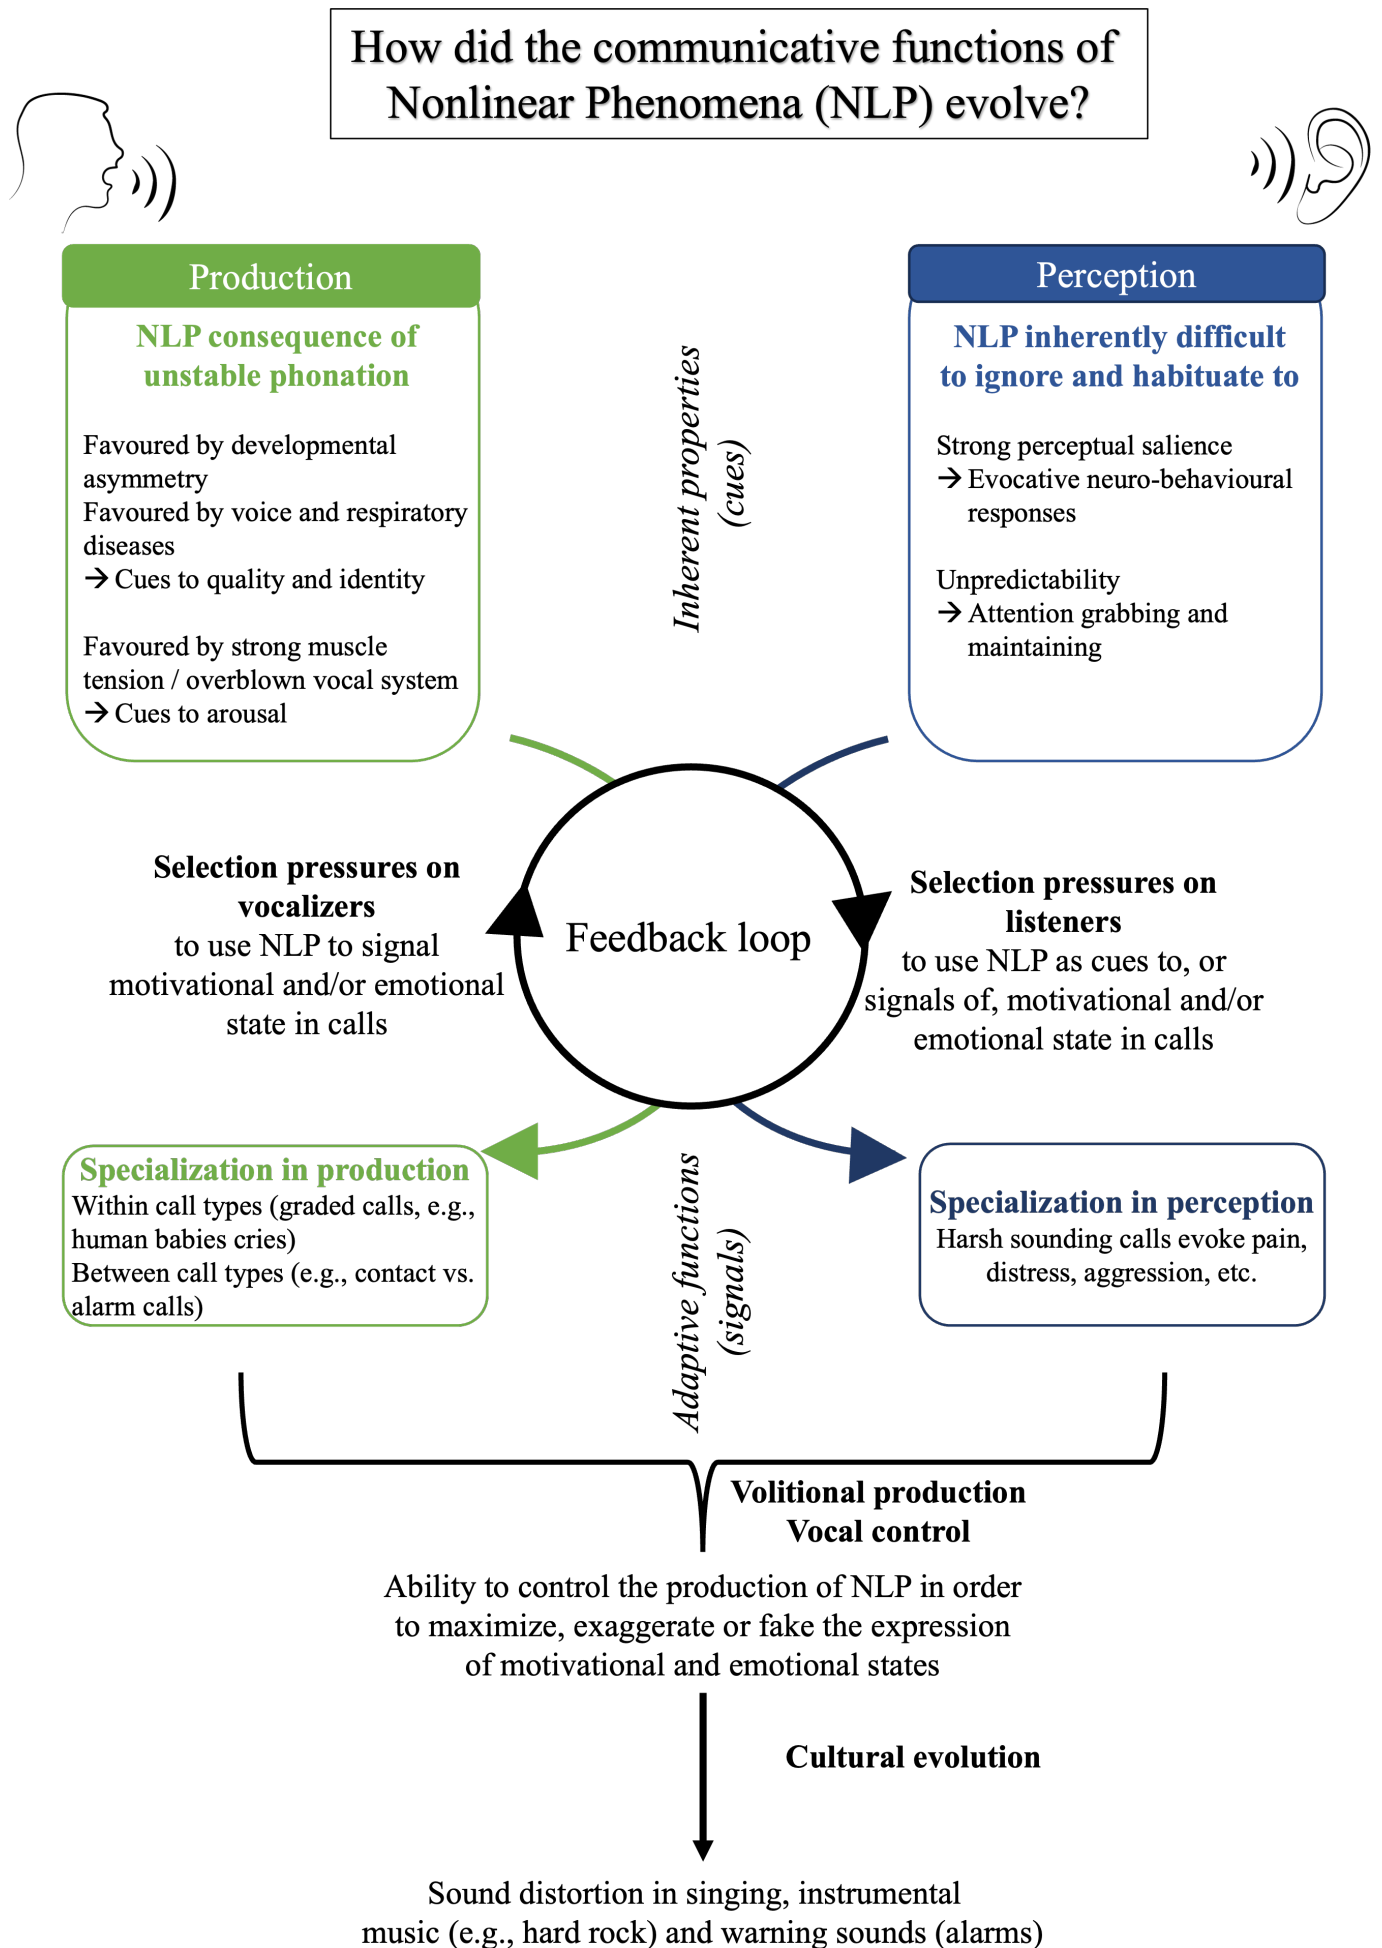 How did the communicative functions of
Nonlinear Phenomena (NLP) evolve?
Production
NLP consequence of
unstable phonation
Favoured by developmental
asymmetry
Favoured by voice and respiratory
diseases
→ Cues to quality and identity
Favoured by strong muscle
tension / overblown vocal system
→ Cues to arousal
Inherent properties
(cues)
Perception
NLP inherently difficult
to ignore and habituate to
Strong perceptual salience
→ Evocative neuro-behavioural
responses
Unpredictability
→ Attention grabbing and
maintaining
Selection pressures on
vocalizers
to use NLP to signal
motivational and/or emotional
state in calls
Feedback loop
Selection pressures on
listeners
to use NLP as cues to, or
signals of, motivational and/or
emotional state in calls
Specialization in production
Within call types (graded calls, e.g.,
human babies cries)
Between call types (e.g., contact vs.
alarm calls)
Adaptive functions
(signals)
Specialization in perception
Harsh sounding calls evoke pain,
distress, aggression, etc.
Volitional production
Vocal control
Ability to control the production of NLP in order
to maximize, exaggerate or fake the expression
of motivational and emotional states
Cultural evolution
Sound distortion in singing, instrumental
music (e.g., hard rock) and warning sounds (alarms)